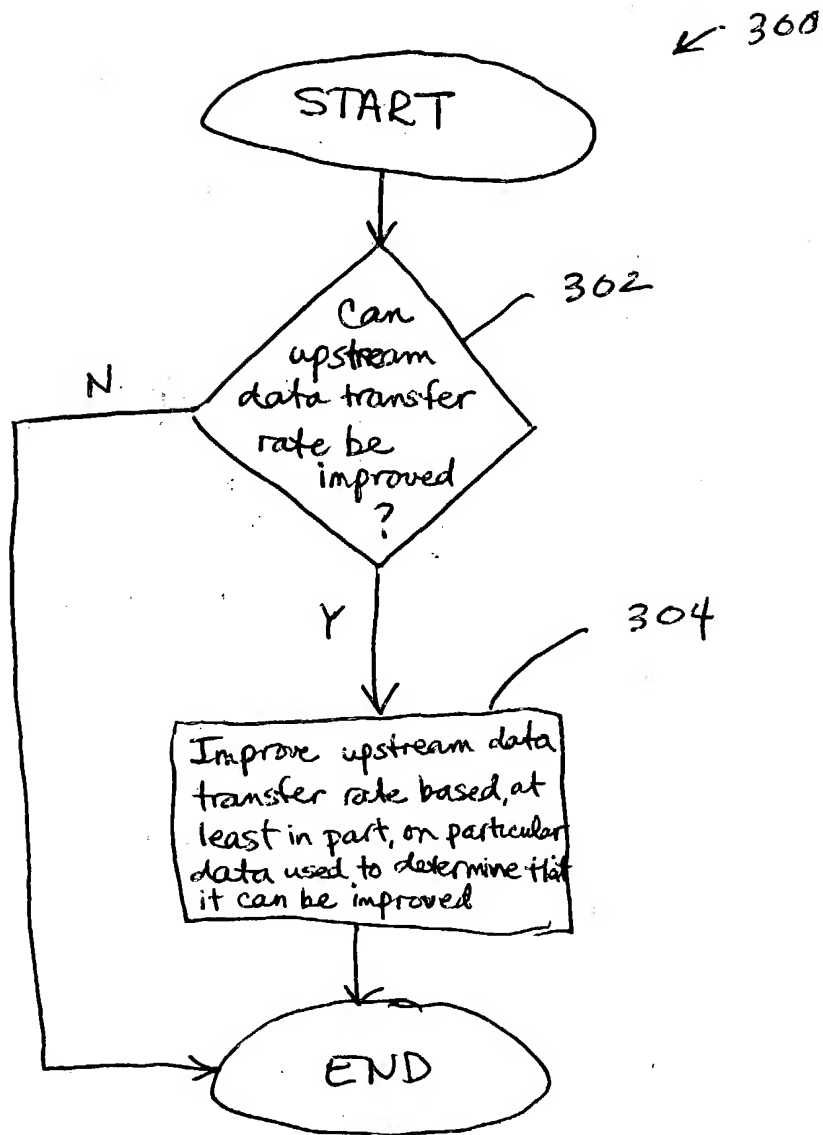 300
START
302
Can
upstream
data transfer
rate be
improved
?
N
Y
304
Improve upstream data
transfer rate based, at
least in part, on particular
data used to determine that
it can be improved
END